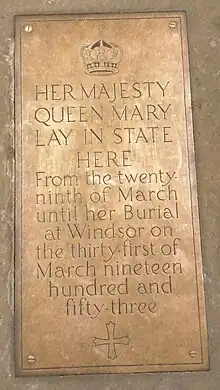 HER MAJESTY
QUEEN MARY
LAY IN STATE
HERE
From the twenty-
ninth of March
until her Burial
at Windsor on
the thirty-first of
March nineteen
hundred and
fifty-three